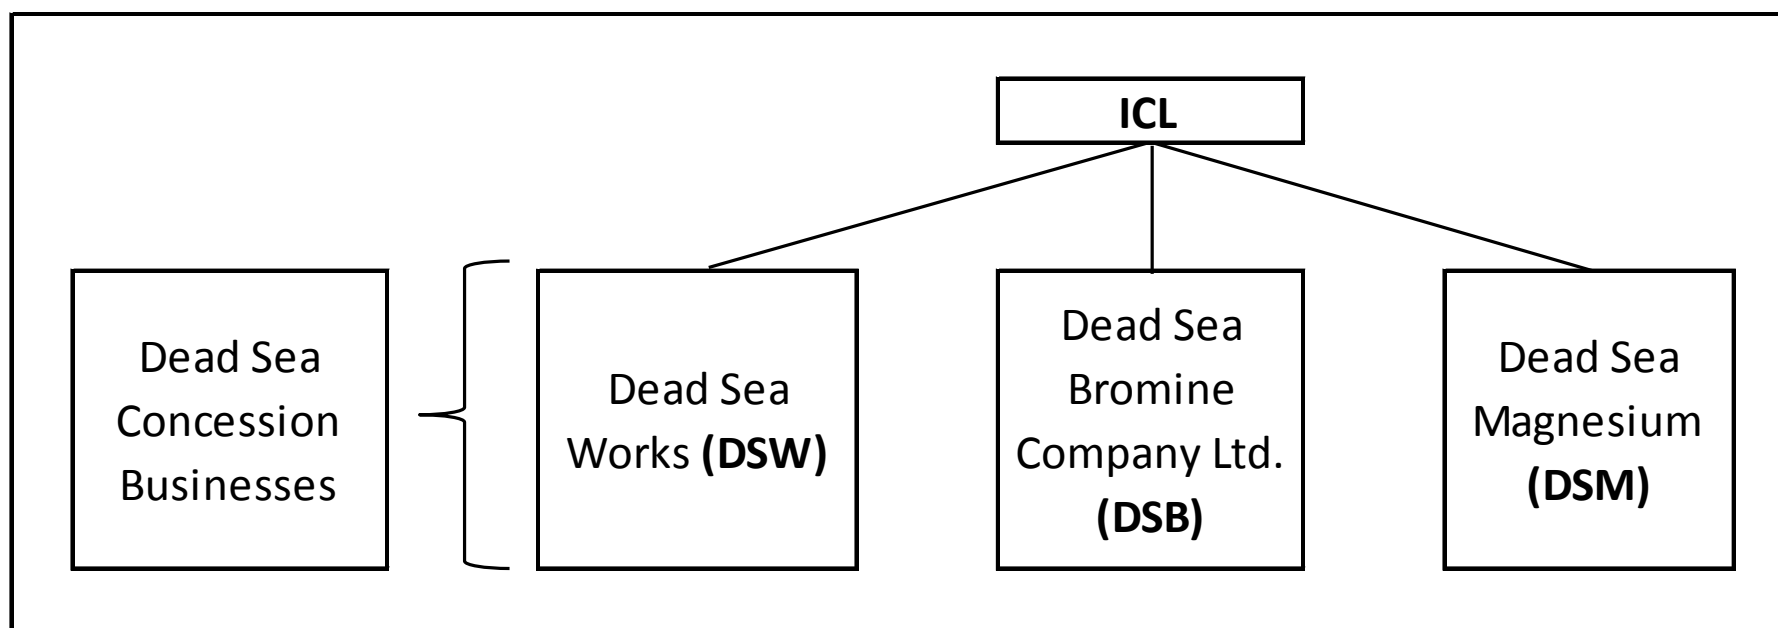 ICL
Dead Sea
Concession
Businesses
Dead Sea
Works (DSW)
Dead Sea
Bromine
Company Ltd.
(DSB)
Dead Sea
Magnesium
(DSM)